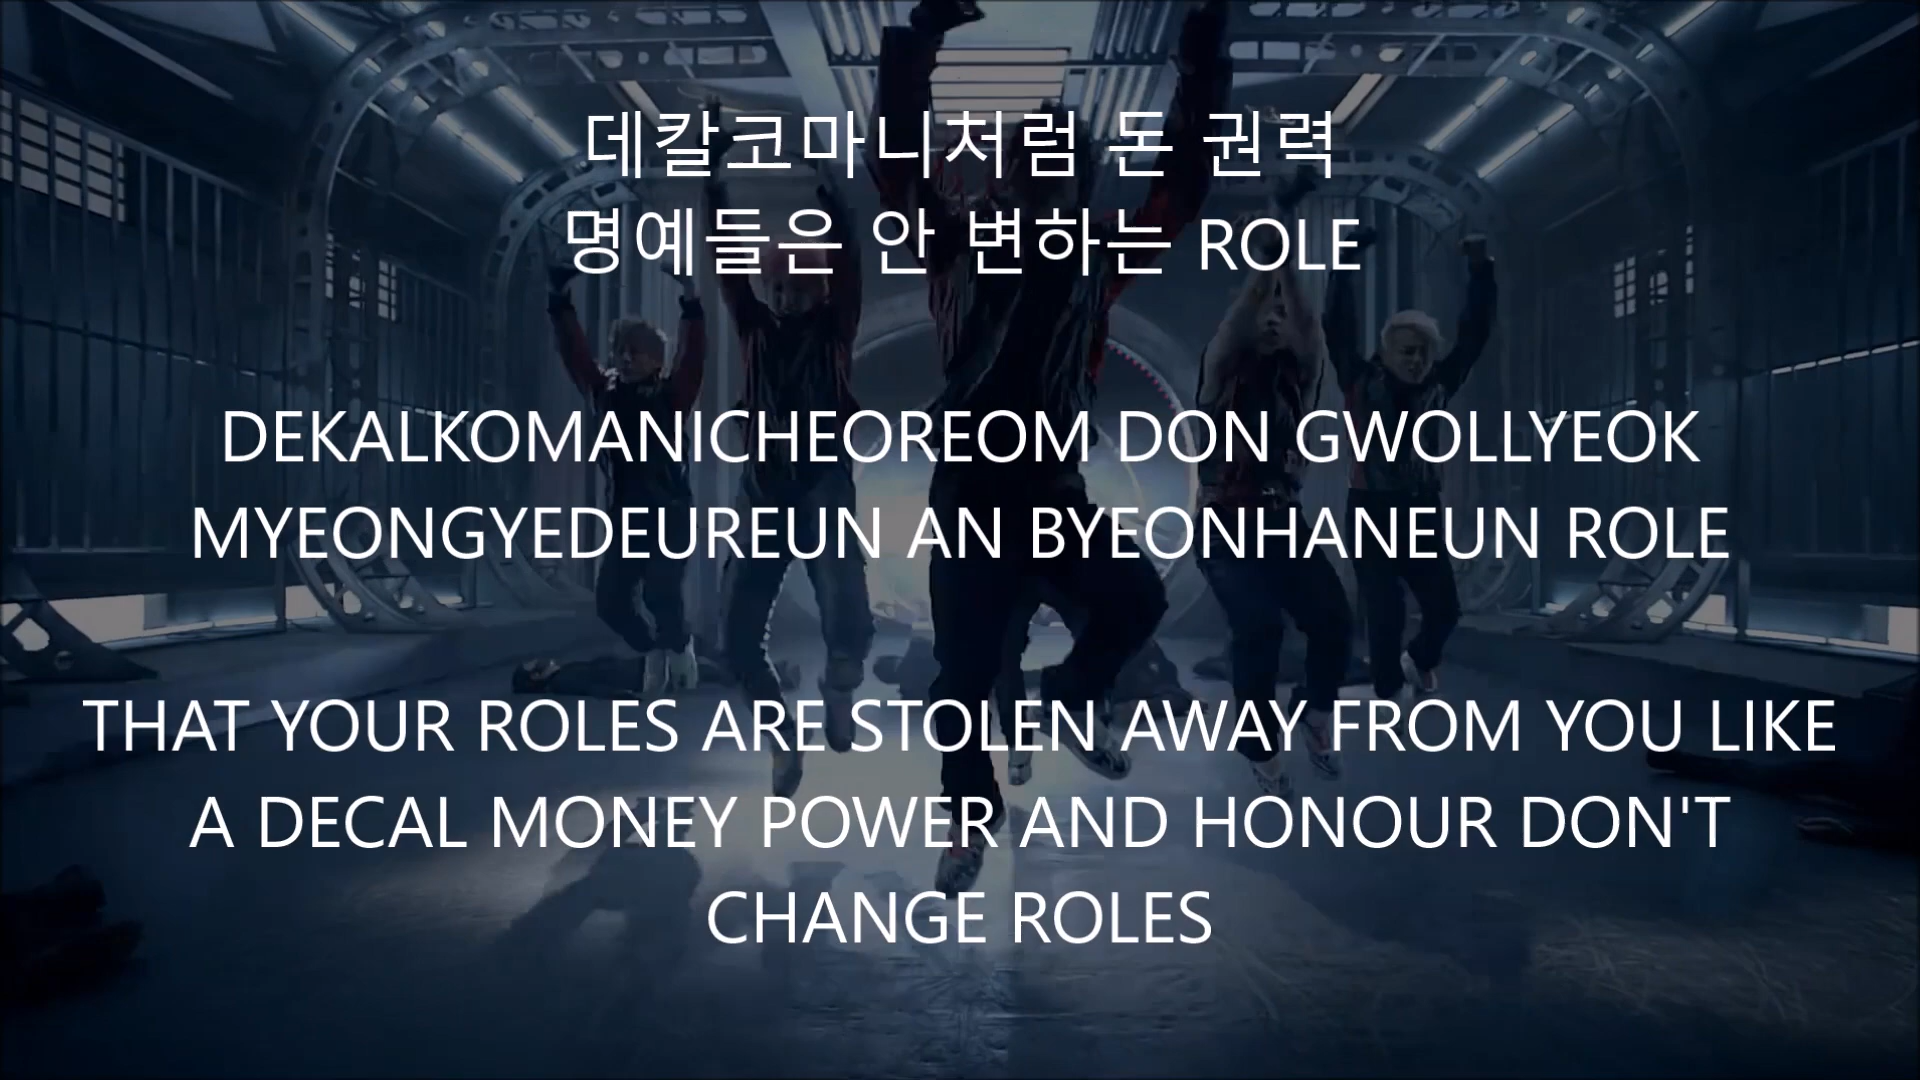 데칼코마니처럼 돈 권력
명예들은 안 변하는 ROLE
DEKALKOMANICHEOREOM DON GWOLLYEOK
MYEONGYEDEUREUN AN BYEONHANEUN ROLE
THAT YOUR ROLES ARE STOLEN AWAY FROM YOU LIKE
A DECAL MONEY POWER AND HONOUR DON'T
CHANGE ROLES